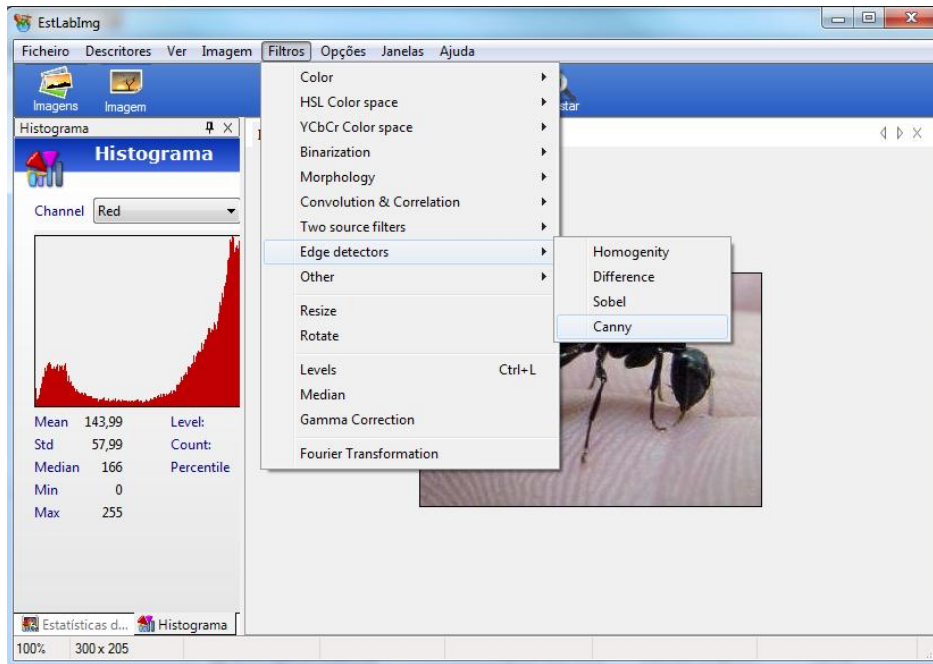 EstLabImg
Ficheiro Descritores Ver Imagem Filtros Opções Janelas Ajuda
Imagens Imagem
Histograma
Histograma
Channel Red
Mean 143,99 Level:
Std 57,99 Count:
Median 166 Percentile
Min 0
Max 255
Estatísticas d... Histograma
100% 300 x 205
Color
HSL Color space
YCbCr Color space
Binarization
Morphology
Convolution & Correlation
Two source filters
Edge detectors
Other
Resize
Rotate
Levels Ctrl+L
Median
Gamma Correction
Fourier Transformation
Homogenity
Difference
Sobel
Canny